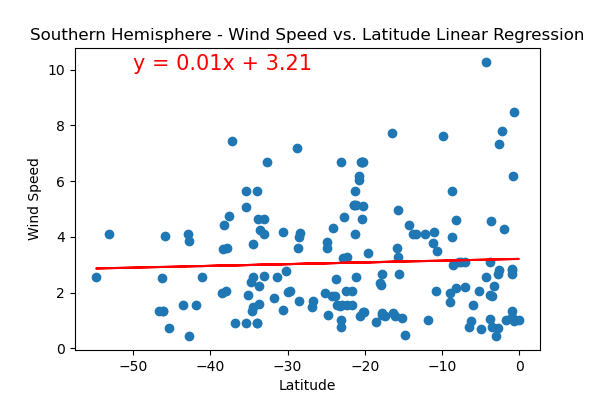 Southern Hemisphere - Wind Speed vs. Latitude Linear Regression
y = 0.01x + 3.21
10
8
6
4
2
0
Wind Speed
−50 −40 −30 −20 −10 0
Latitude